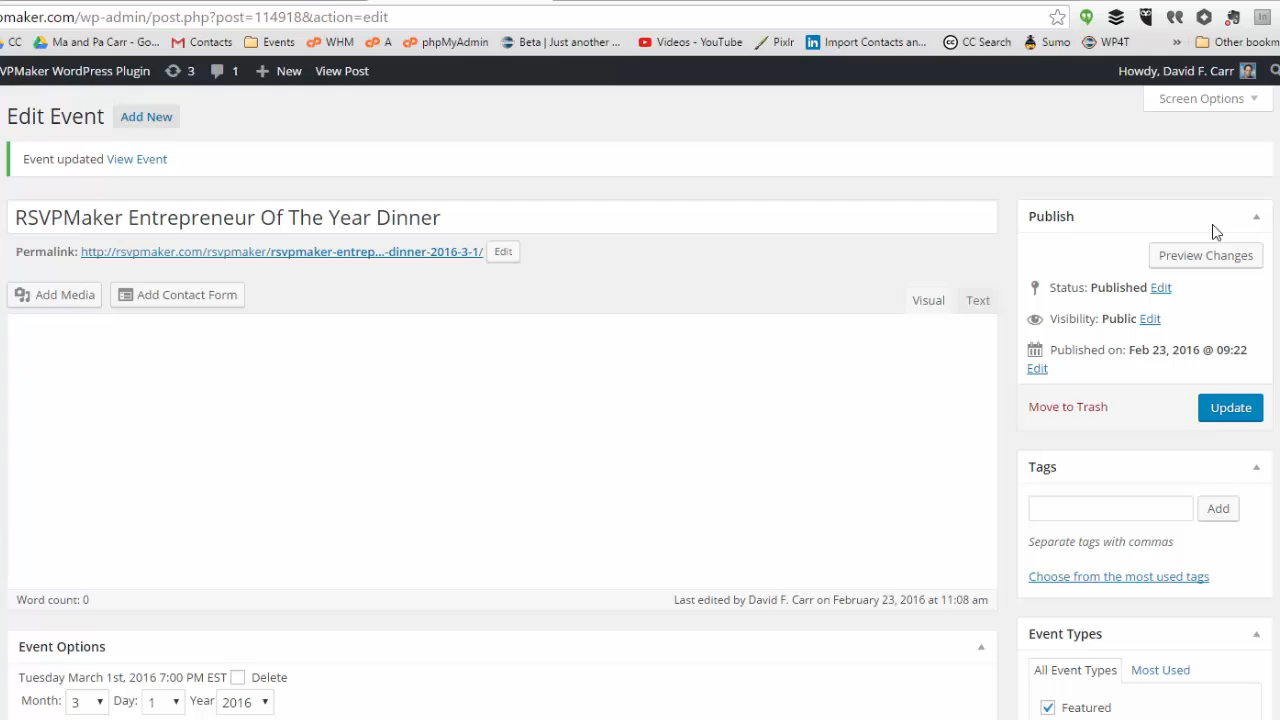 pmaker.com/wp-admin/post.php?post=114918&action=edit
CC Ma and Pa Carr - Go... Contacts Events WHM A phpMyAdmin Beta | Just another ... Videos - YouTube Pixlr Import Contacts an... CC Search Sumo WP4T » Other bookm
VPMaker WordPress Plugin 3 1 New View Post Howdy, David F. Carr
Screen Options
Edit Event Add New
Event updated View Event
RSVPMaker Entrepreneur Of The Year Dinner
Permalink: http://rsvpmaker.com/rsvpmaker/rsvpmaker-entrep...-dinner-2016-3-1/ Edit
Add Media Add Contact Form Visual Text
Word count: 0 Last edited by David F. Carr on February 23, 2016 at 11:08 am
Event Options
Tuesday March 1st, 2016 7:00 PM EST Delete
Month: 3 Day: 1 Year 2016
Publish
Preview Changes
Status: Published Edit
Visibility: Public Edit
Published on: Feb 23, 2016 @ 09:22
Edit
Move to Trash Update
Tags
Add
Separate tags with commas
Choose from the most used tags
Event Types
All Event Types Most Used
Featured